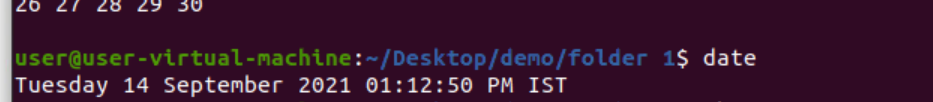 26 27 28 29 30
user@user-virtual-machine:~/Desktop/demo/folder 1$ date
Tuesday 14 September 2021 01:12:50 PM IST